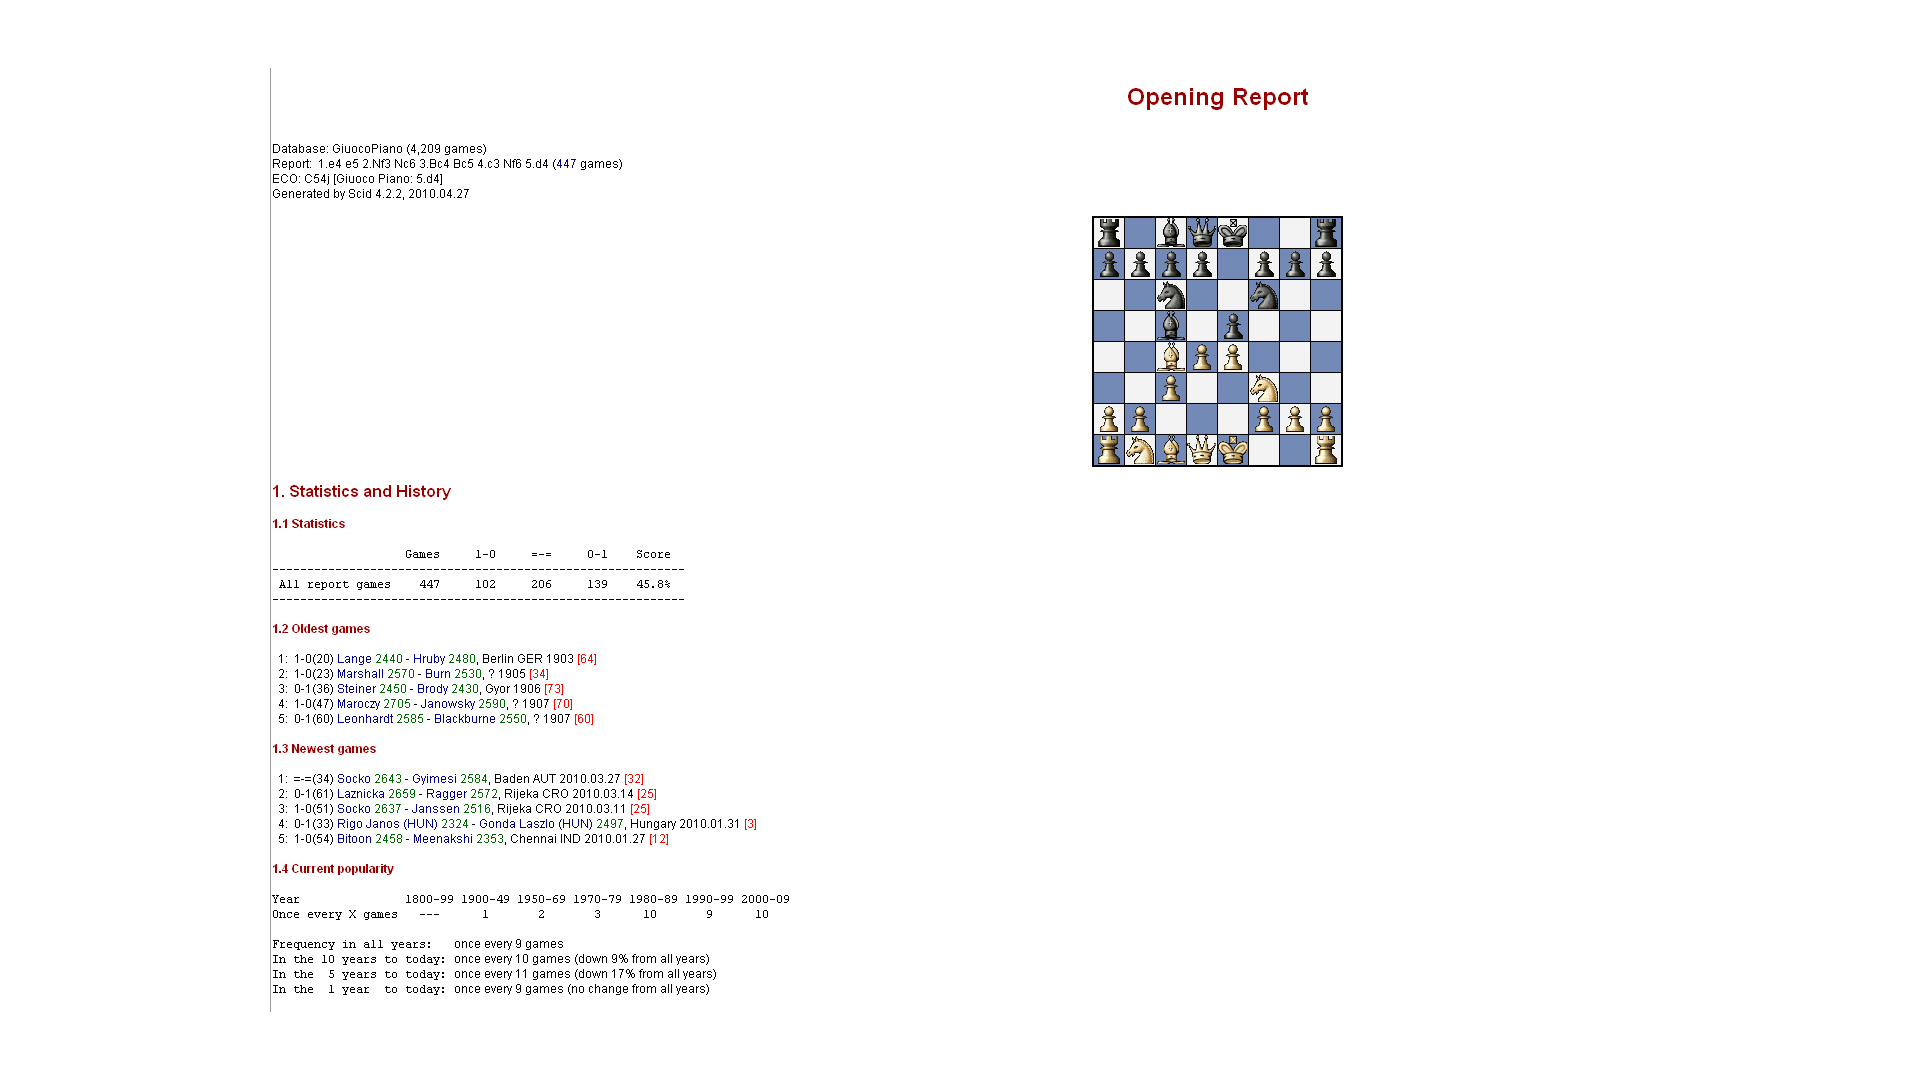 Opening Report
Database: GiuocoPiano (4,209 games)
Report: 1.e4 e5 2.Nf3 Nc6 3.Bc4 Bc5 4.c3 Nf6 5.d4 (447 games)
ECO: C54j [Giuoco Piano: 5.d4]
Generated by Scid 4.2.2, 2010.04.27
1. Statistics and History
1.1 Statistics
Games 1-0 =-= 0-1 Score
------------------------------------------------------------
All report games 447 102 206 139 45.8%
------------------------------------------------------------
1.2 Oldest games
1: 1-0(20) Lange 2440 - Hruby 2480, Berlin GER 1903 [64]
2: 1-0(23) Marshall 2570 - Burn 2530, ? 1905 [34]
3: 0-1(36) Steiner 2450 - Brody 2430, Gyor 1906 [73]
4: 1-0(47) Maroczy 2705 - Janowsky 2590, ? 1907 [70]
5: 0-1(60) Leonhardt 2585 - Blackburne 2550, ? 1907 [60]
1.3 Newest games
1: =-=(34) Socko 2643 - Gyimesi 2584, Baden AUT 2010.03.27 [32]
2: 0-1(61) Laznicka 2659 - Ragger 2572, Rijeka CRO 2010.03.14 [25]
3: 1-0(51) Socko 2637 - Janssen 2516, Rijeka CRO 2010.03.11 [25]
4: 0-1(33) Rigo Janos (HUN) 2324 - Gonda Laszlo (HUN) 2497, Hungary 2010.01.31 [3]
5: 1-0(54) Bitoon 2458 - Meenakshi 2353, Chennai IND 2010.01.27 [12]
1.4 Current popularity
Year 1800-99 1900-49 1950-69 1970-79 1980-89 1990-99 2000-09
Once every X games --- 1 2 3 10 9 10
Frequency in all years: once every 9 games
In the 10 years to today: once every 10 games (down 9% from all years)
In the 5 years to today: once every 11 games (down 17% from all years)
In the 1 year to today: once every 9 games (no change from all years)